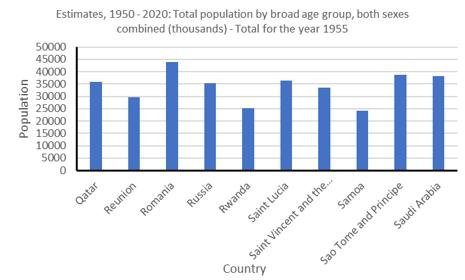 Estimates, 1950 - 2020: Total population by broad age group, both sexes
combined (thousands) - Total for the year 1955
50000
45000
40000
35000
30000
25000
20000
15000
10000
5000
0
Population
Qatar
Reunion
Romania
Russia
Rwanda
Saint Lucia
Saint Vincent and the...
Samoa
Sao Tome and Principe
Saudi Arabia
Country